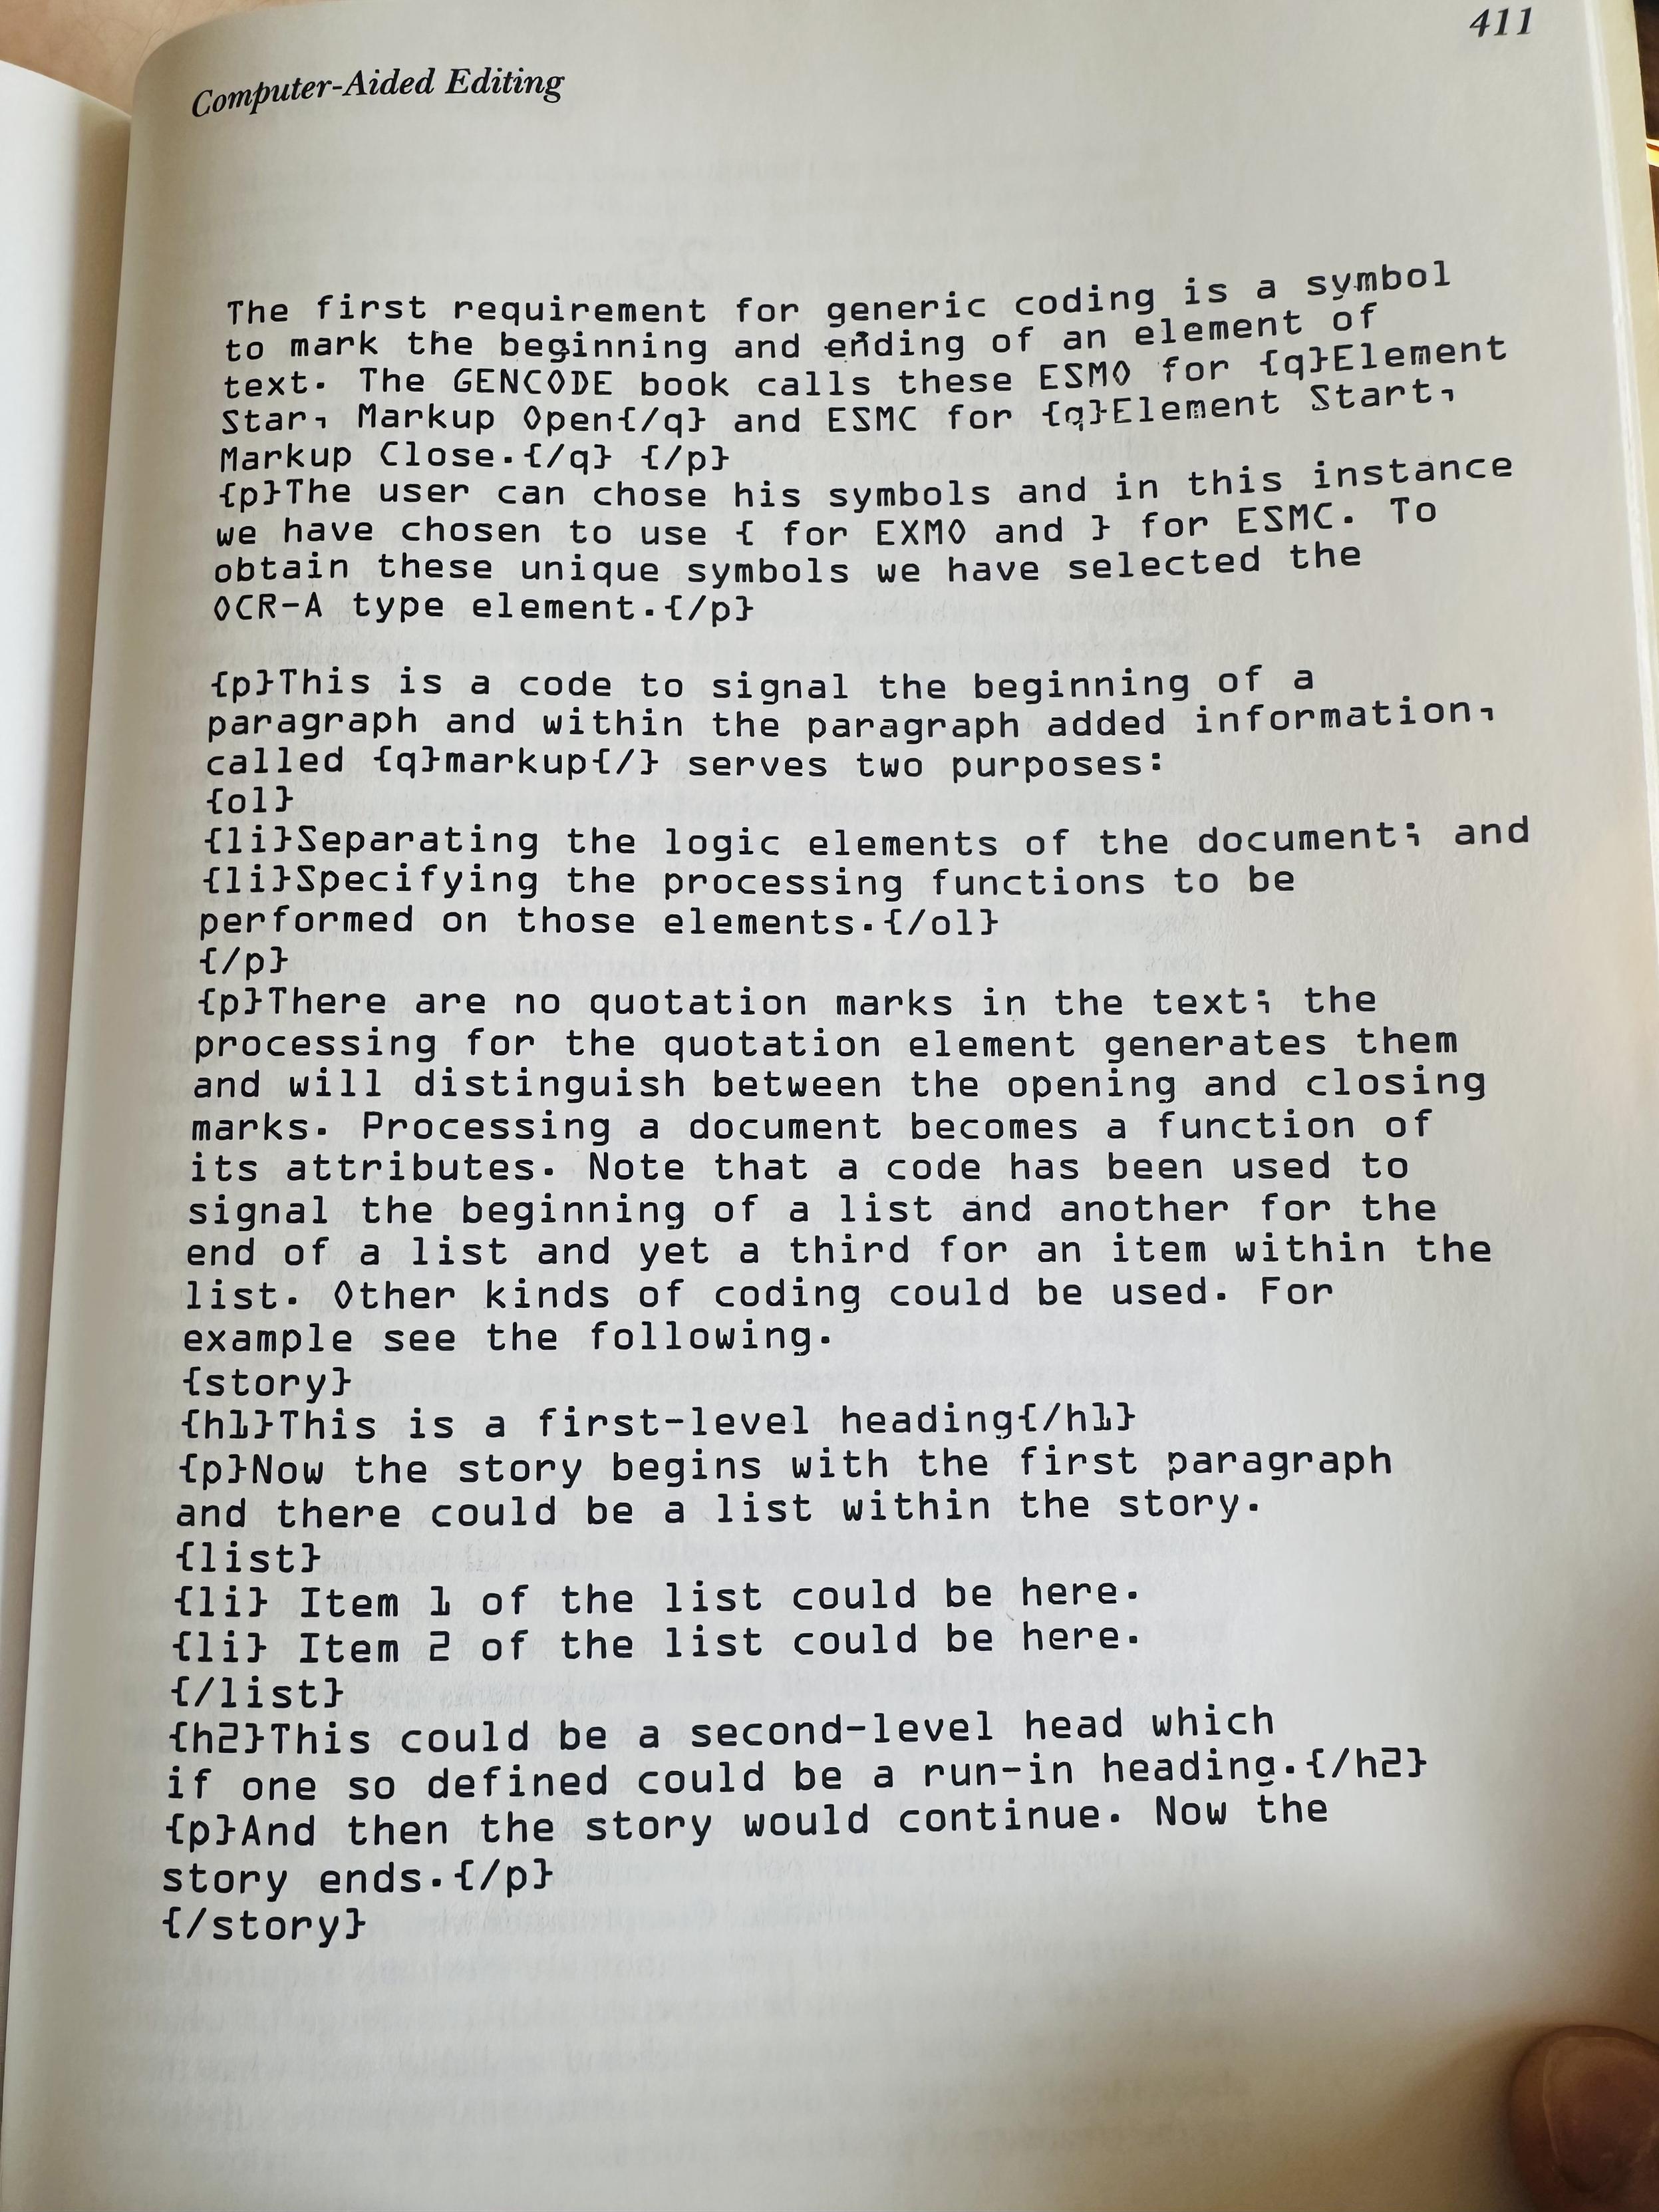 411
Computer-Aided Editing
The first requirement for generic coding is a symbol
to mark the beginning and ending of an element of
text. The GENCODE book calls these ESMO for {q}Element
Star, Markup Open{/q} and ESMC for {q}Element Start,
Markup Close.{/q} {/p}
{p}The user can chose his symbols and in this instance
we have chosen to use { for EXMO and } for ESMC. To
obtain these unique symbols we have selected the
OCR-A type element.{/p}
{p}This is a code to signal the beginning of a
paragraph and within the paragraph added information,
called {q}markup{/} serves two purposes:
{ol}
{li}Separating the logic elements of the document; and
{li}Specifying the processing functions to be
performed on those elements.{/ol}
{/p}
{p}There are no quotation marks in the text; the
processing for the quotation element generates them
and will distinguish between the opening and closing
marks. Processing a document becomes a function of
its attributes. Note that a code has been used to
signal the beginning of a list and another for the
end of a list and yet a third for an item within the
list. Other kinds of coding could be used. For
example see the following.
{story}
{h1}This is a first-level heading{/h1}
{p}Now the story begins with the first paragraph
and there could be a list within the story.
{list}
{li} Item 1 of the list could be here.
{li} Item 2 of the list could be here.
{/list}
{h2}This could be a second-level head which
if one so defined could be a run-in heading.{/h2}
{p}And then the story would continue. Now the
story ends.{/p}
{/story}